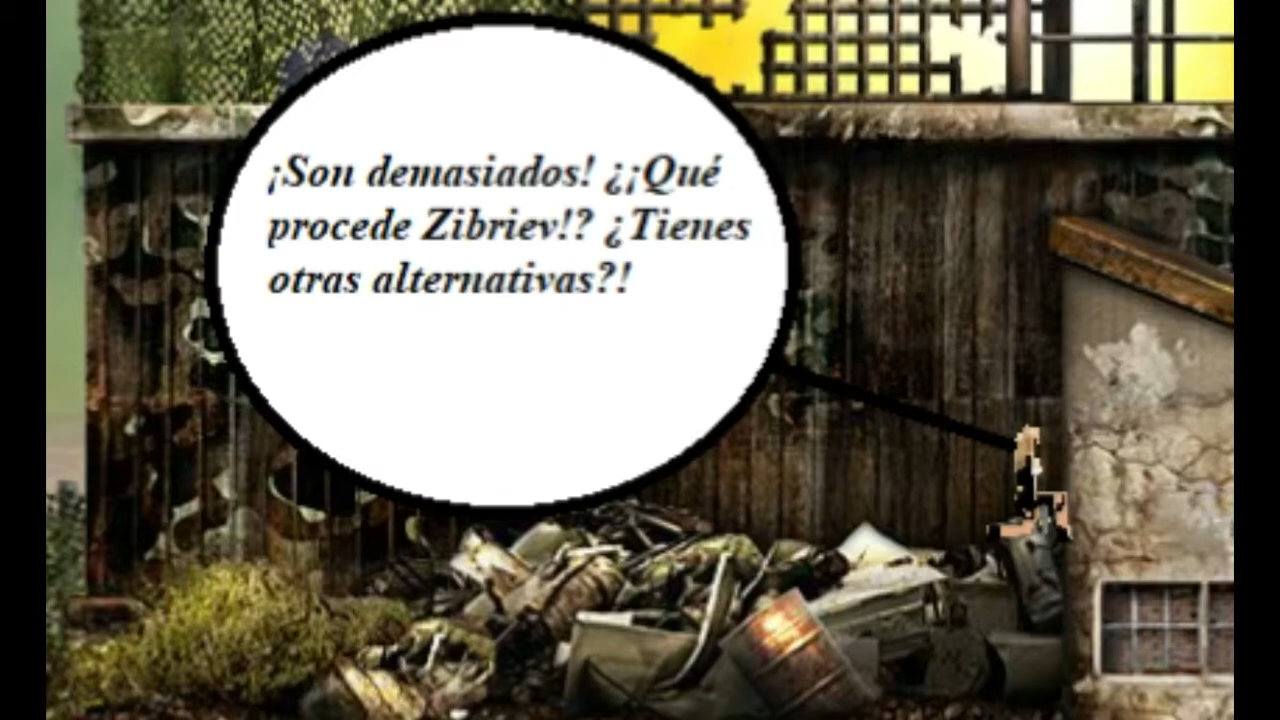 ¡Son demasiados! ¿¡Qué
procede Zibriev!? ¿Tienes
otras alternativas?!